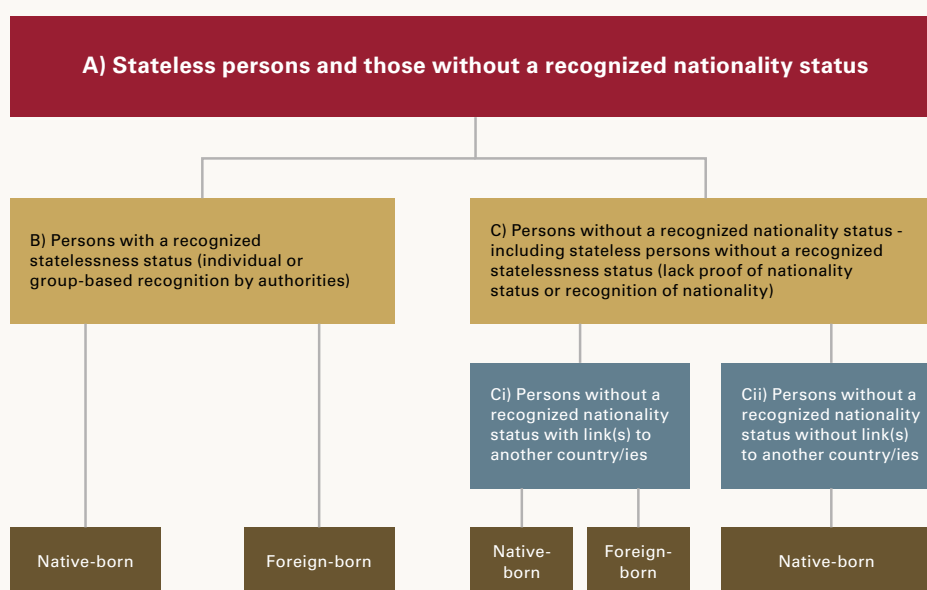 A) Stateless persons and those without a recognized nationality status
B) Persons with a recognized
statelessness status (individual or
group-based recognition by authorities)
C) Persons without a recognized nationality status -
including stateless persons without a recognized
statelessness status (lack proof of nationality
status or recognition of nationality)
Ci) Persons without a
recognized nationality
status with link(s) to
another country/ies
Cii) Persons without a
recognized nationality
status without link(s)
to another country/ies
Native-born
Foreign-born
Native-
born
Foreign-
born
Native-born